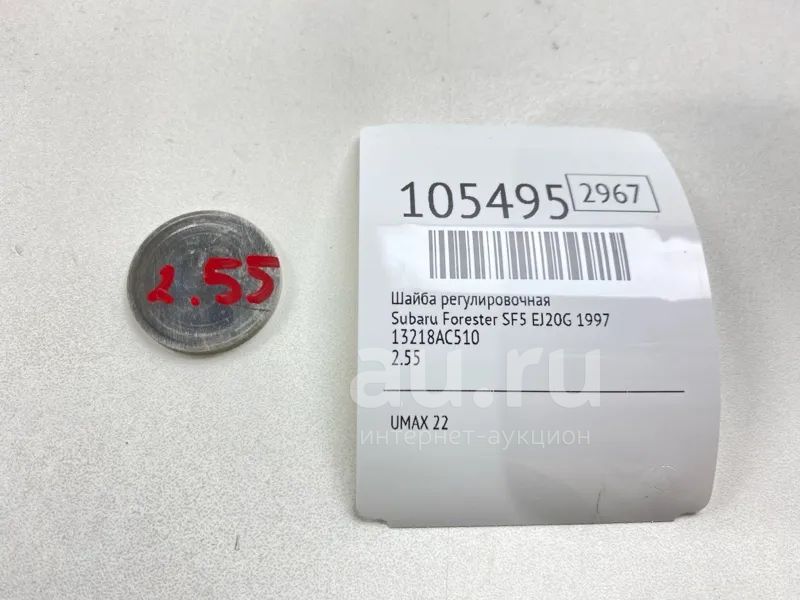 2.55
105495 2967
Шайба регулировочная
Subaru Forester SF5 EJ20G 1997
13218AC510
2.55
au.ru
интернет-аукцион
UMAX 22